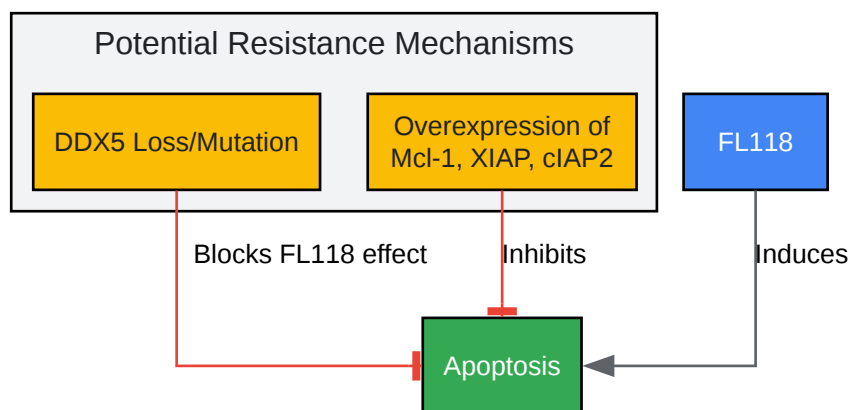 Potential Resistance Mechanisms
DDX5 Loss/Mutation
Overexpression of
Mcl-1, XIAP, cIAP2
FL118
Blocks FL118 effect
Inhibits
Induces
Apoptosis